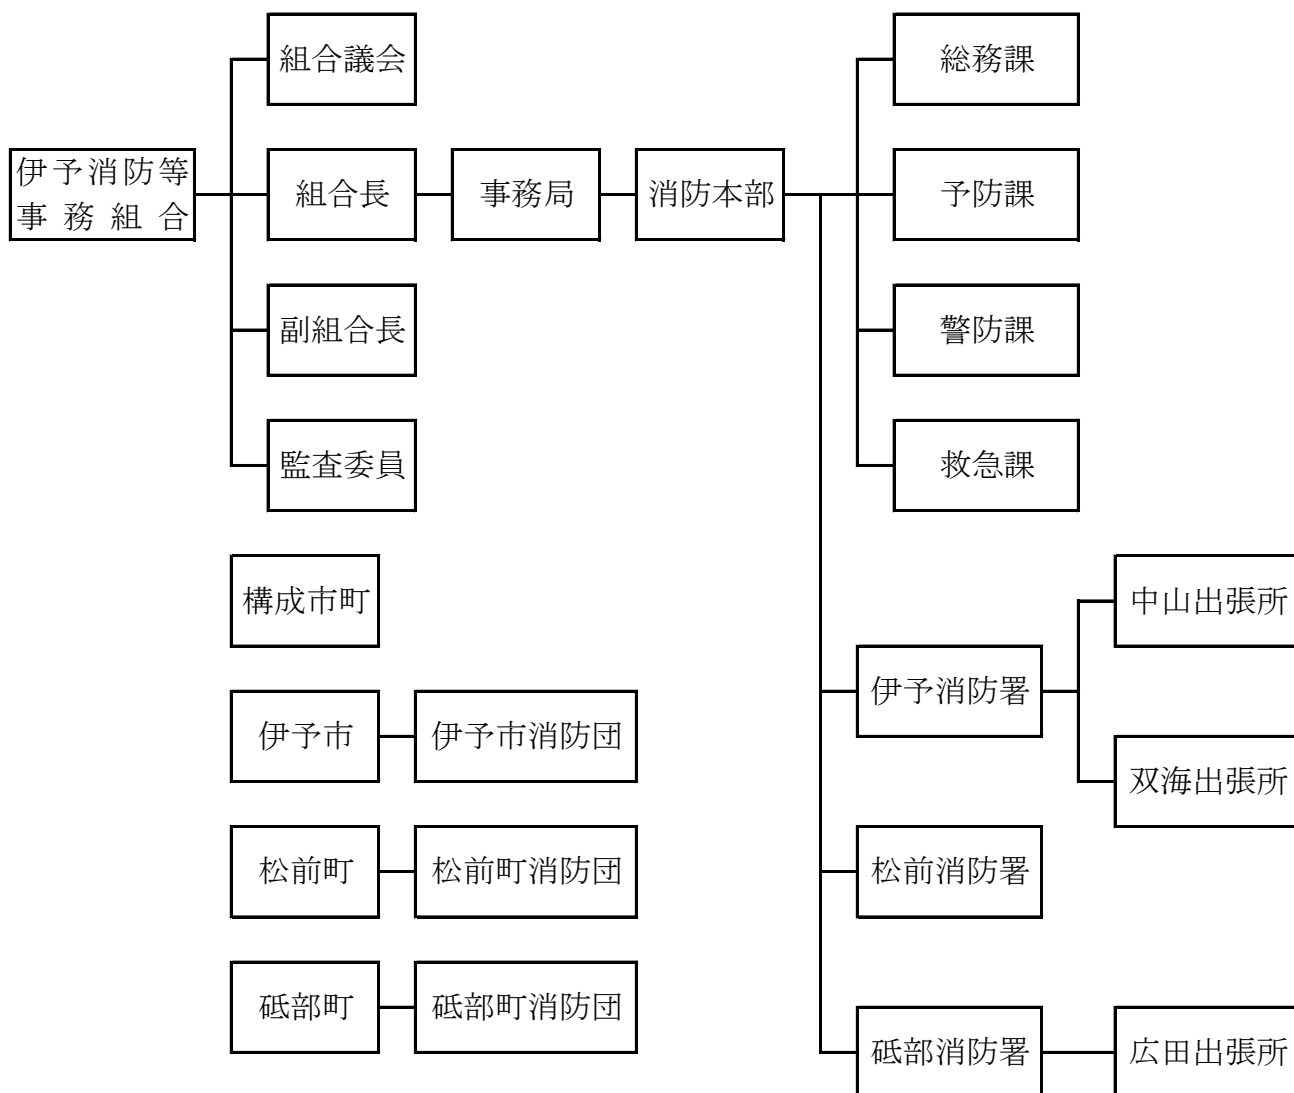 組合議会
総務課
伊予消防等
事務組合
組合長
事務局
消防本部
予防課
副組合長
警防課
監査委員
救急課
構成市町
中山出張所
伊予消防署
伊予市
伊予市消防団
双海出張所
松前町
松前町消防団
松前消防署
砥部町
砥部町消防団
砥部消防署
広田出張所